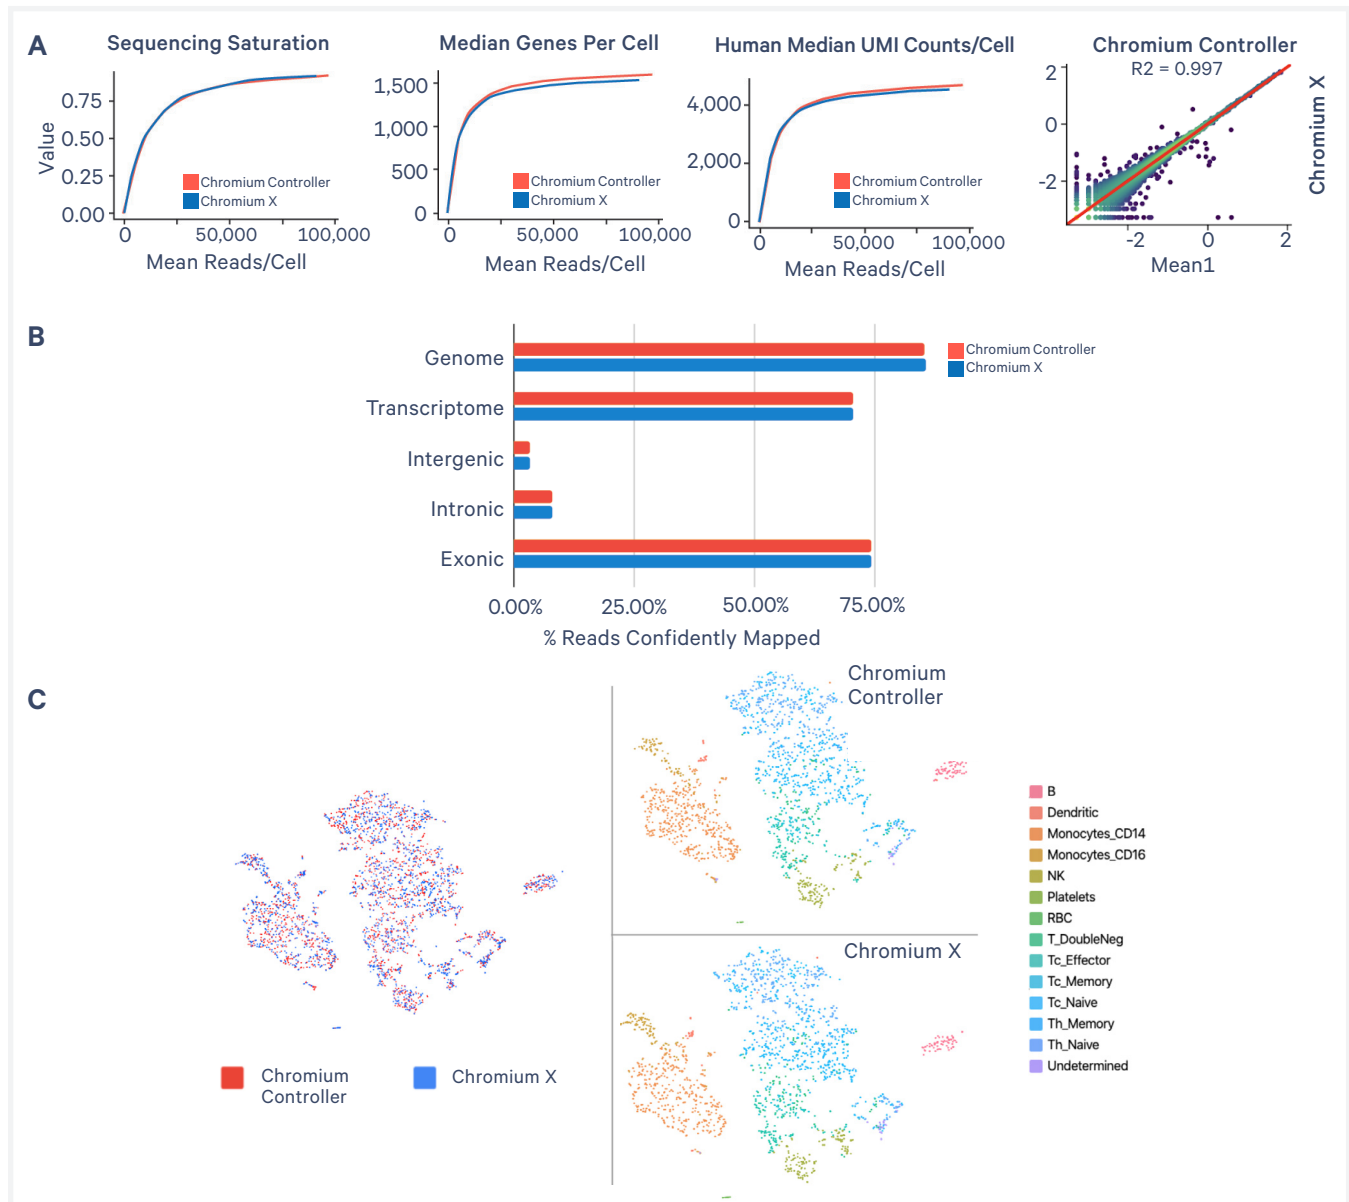 A
Sequencing Saturation
Value
0.75
0.50
0.25
0.00
Chromium Controller
Chromium X
0
50,000
100,000
Mean Reads/Cell
Median Genes Per Cell
1,500
1,000
500
0
Chromium Controller
Chromium X
0
50,000
100,000
Mean Reads/Cell
Human Median UMI Counts/Cell
4,000
2,000
0
Chromium Controller
Chromium X
0
50,000
100,000
Mean Reads/Cell
Chromium Controller
R2 = 0.997
2
0
-2
-2
0
2
Mean1
Chromium X
B
Genome
Transcriptome
Intergenic
Intronic
Exonic
Chromium Controller
Chromium X
0.00%
25.00%
50.00%
75.00%
% Reads Confidently Mapped
C
Chromium
Controller
Chromium X
Chromium
Controller
Chromium X
B
Dendritic
Monocytes_CD14
Monocytes_CD16
NK
Platelets
RBC
T_DoubleNeg
Tc_Effector
Tc_Memory
Tc_Naive
Th_Memory
Th_Naive
Undetermined